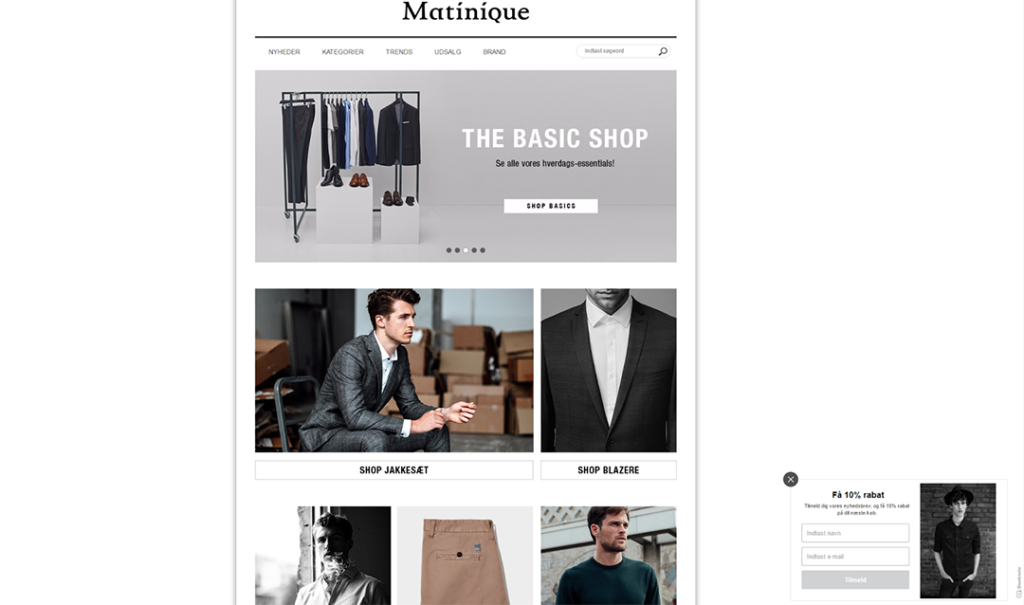 Matinique
NYHEDER KATEGORIER TRENDS UDSALG BRAND
Indtast søgeord
THE BASIC SHOP
Se alle vores hverdags-essentials!
SHOP BASICS
SHOP JAKKESÆT
SHOP BLAZERE
Få 10% rabat
Tilmeld dig vores nyhedsbrev, og få 10% rabat
på dit næste køb.
Indtast navn
Indtast e-mail
Tilmeld